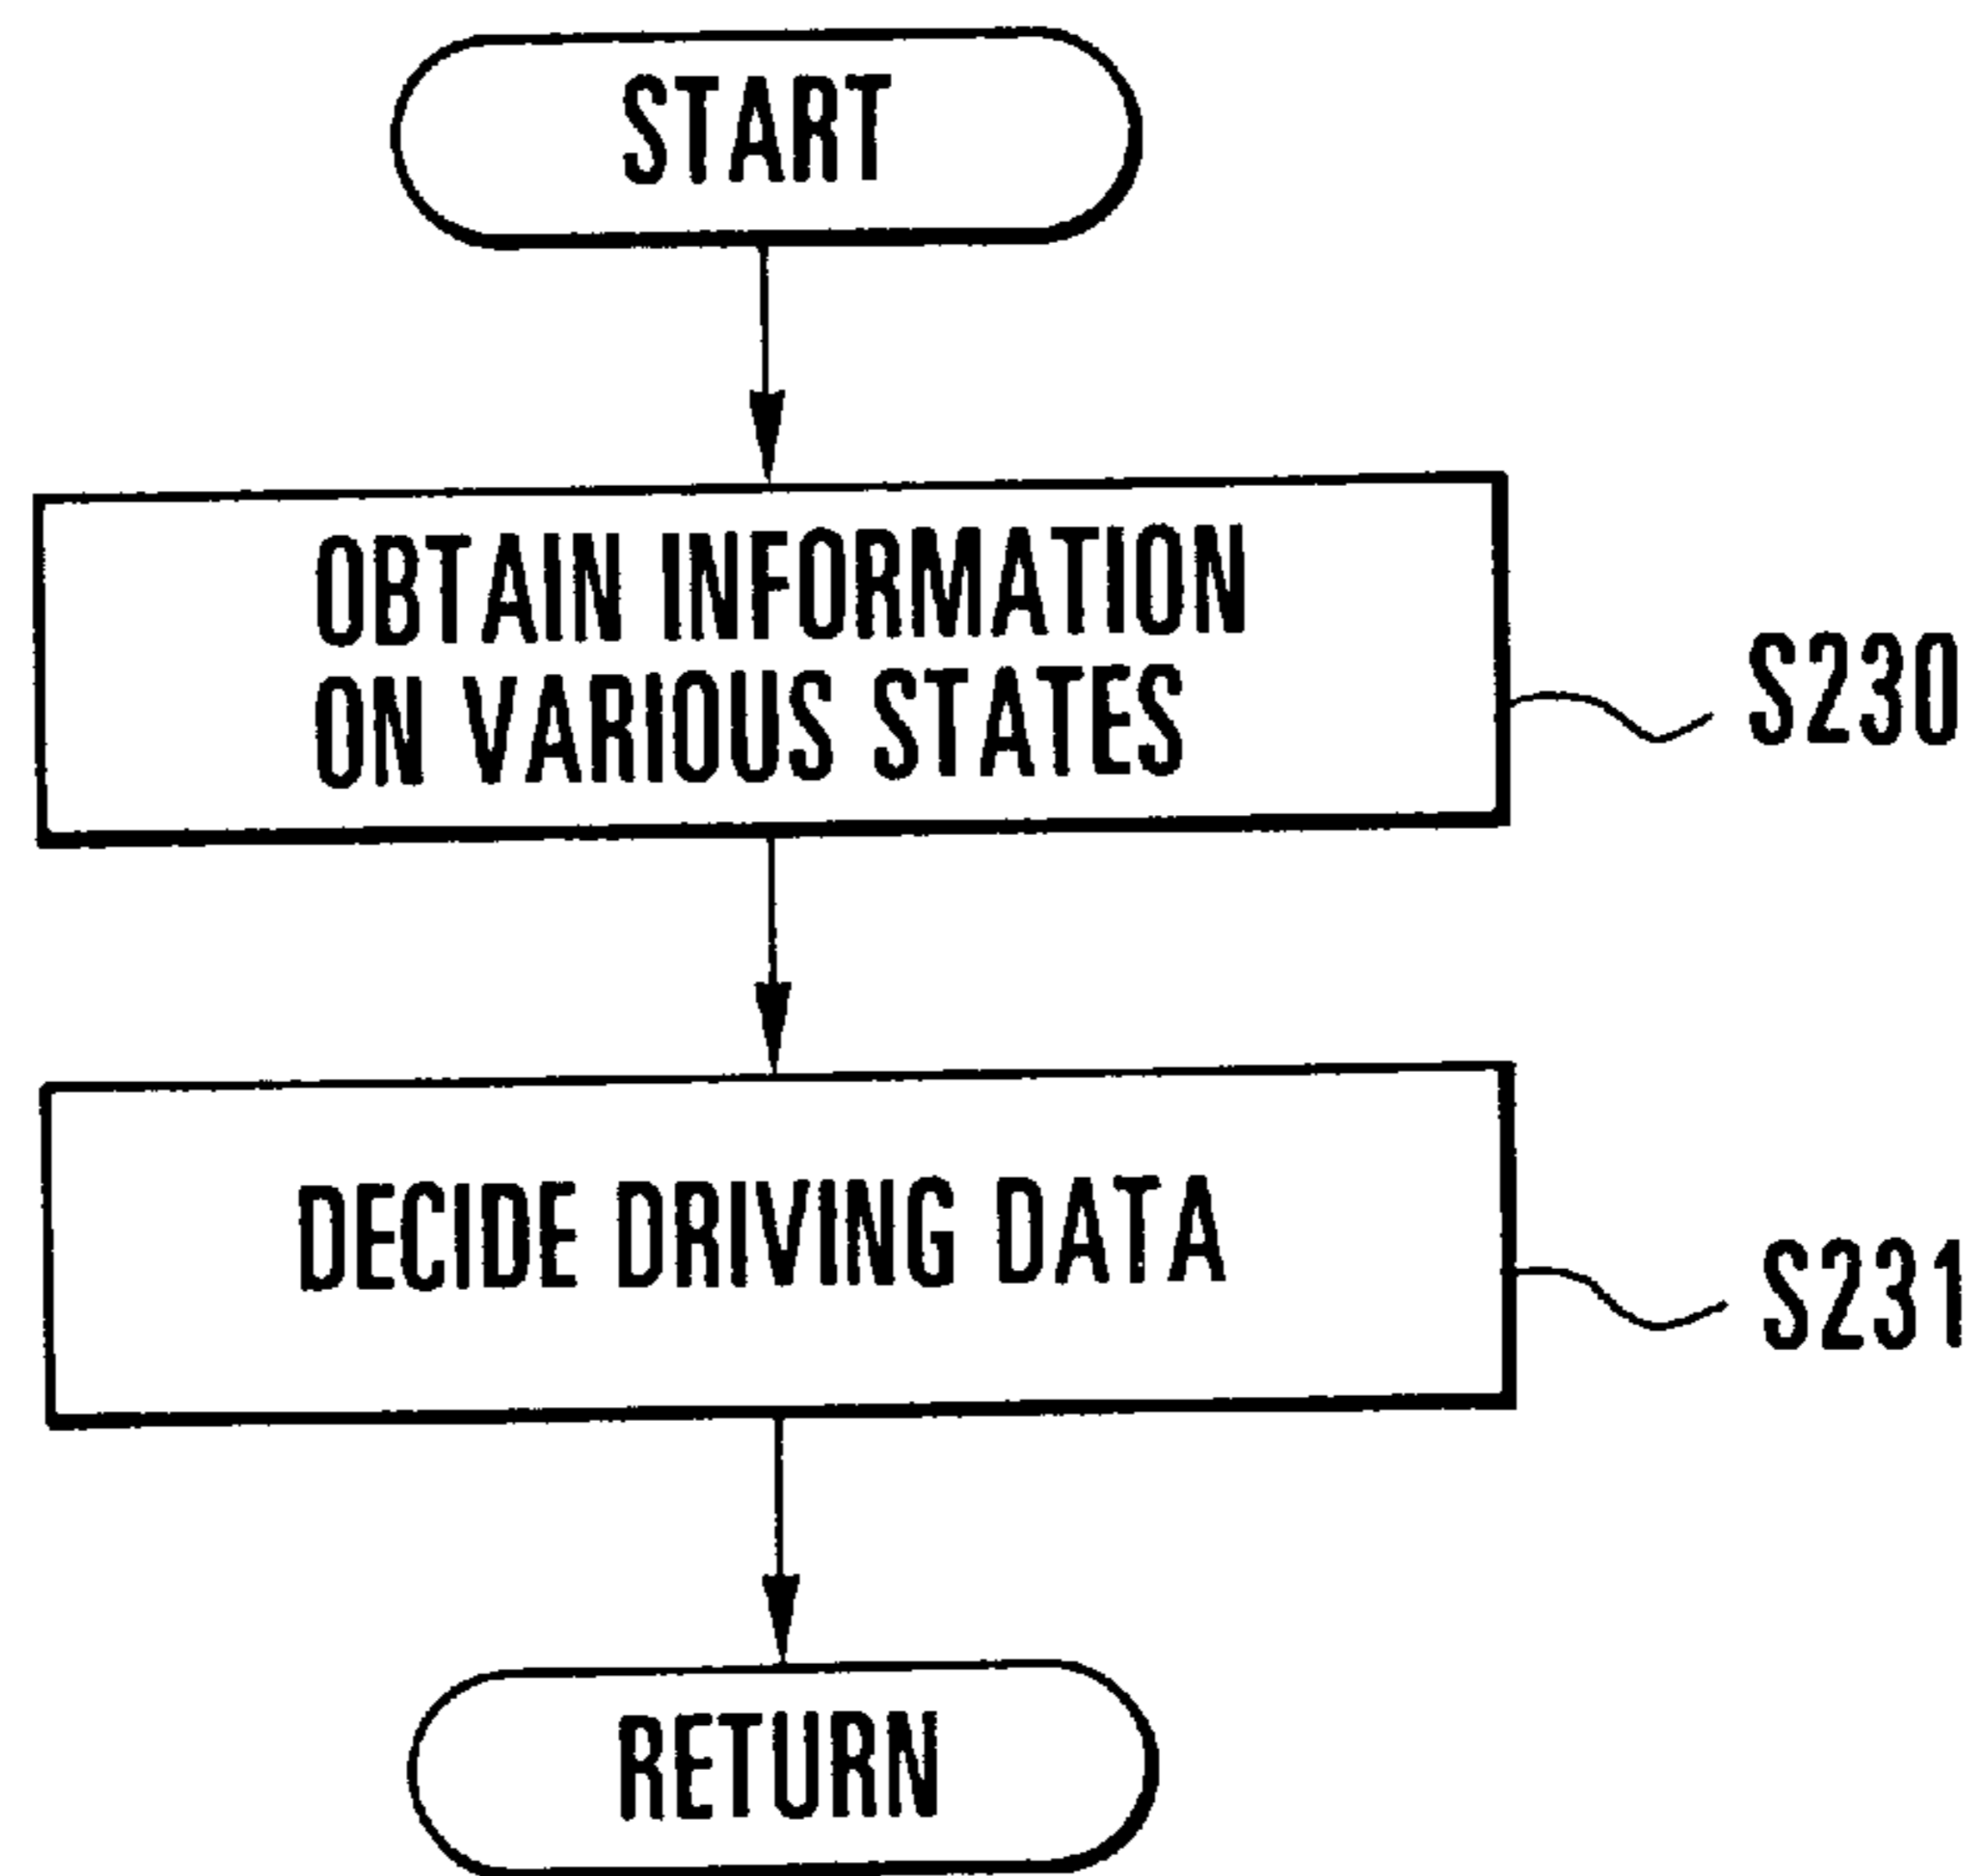 START
OBTAIN INFORMATION
ON VARIOUS STATES
S230
DECIDE DRIVING DATA
S231
RETURN